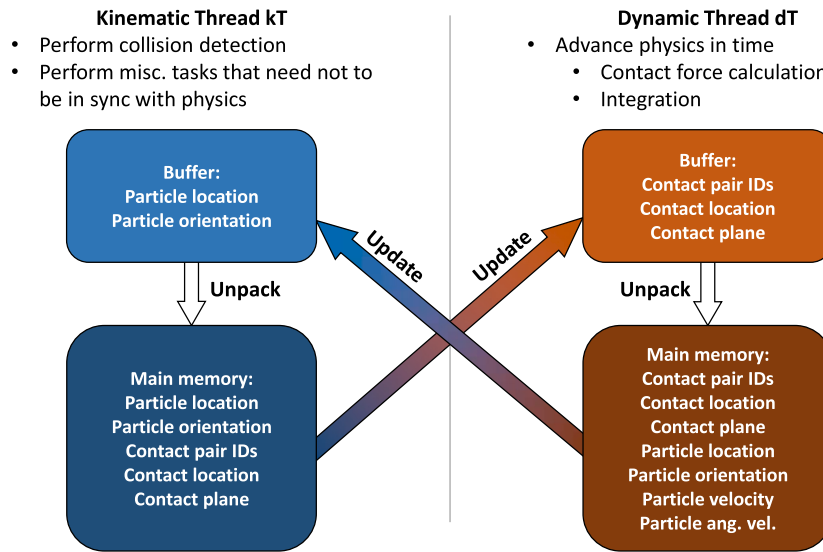 Kinematic Thread kT
• Perform collision detection
• Perform misc. tasks that need not to
be in sync with physics
Buffer:
Particle location
Particle orientation
Update
Unpack
Main memory:
Particle location
Particle orientation
Contact pair IDs
Contact location
Contact plane
Dynamic Thread dT
• Advance physics in time
• Contact force calculation
• Integration
Buffer:
Contact pair IDs
Contact location
Contact plane
Update
Unpack
Main memory:
Contact pair IDs
Contact location
Contact plane
Particle location
Particle orientation
Particle velocity
Particle ang. vel.